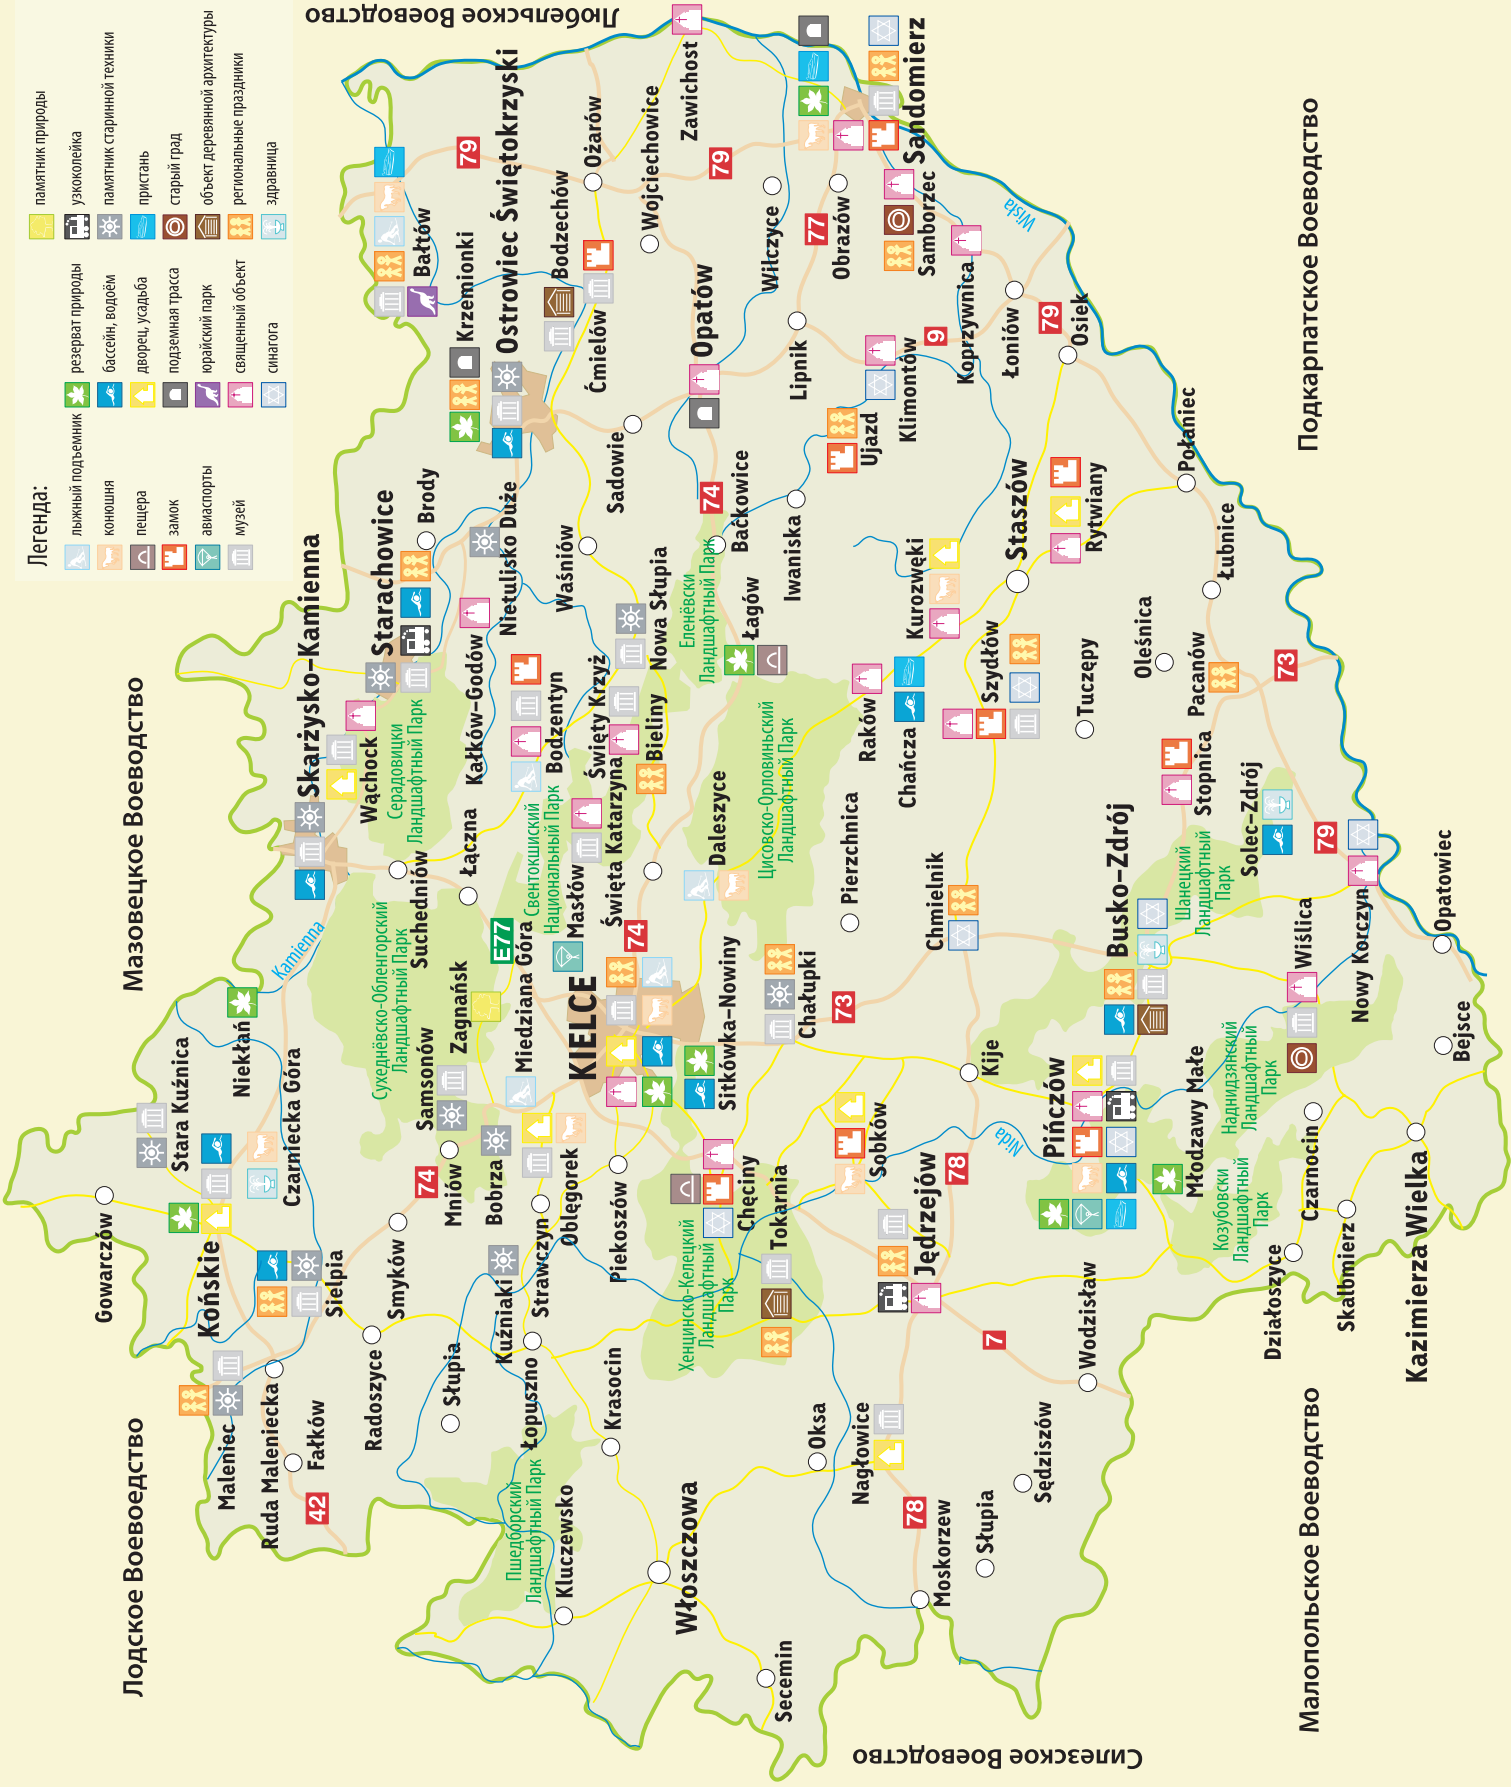 Легенда:
лыжный подъемник
конюшня
пещера
замок
авиаспорты
музей
резерват природы
бассейн, водоём
дворец, усадьба
подземная трасса
юрайский парк
священный объект
синагога
памятник природы
узкоколейка
памятник старинной техники
пристань
старый град
объект деревянной архитектуры
региональные праздники
здравница
Лодское Воеводство
Мазовецкое Воеводство
Любельское Воеводство
Подкарпатское Воеводство
Малопольское Воеводство
Силезское Воеводство
Gowarczów
Stara Kuźnica
Niekłań
Końskie
Czarniecka Góra
Kamienna
Skarżysko-Kamienna
Maleniec
Ruda Maleniecka
Fałków
42
Sielpia
Radoszyce
Smyków
74
Mniów
Samsonów
Сухеднёвско-Обленгорский
Ландшафтный Парк
Suchedniów
Wąchock
Starachowice
Brody
Серадовицки
Ландшафтный Парк
Bałtów
79
Krzemionki
Ostrowiec Świętokrzyski
Słupia
Kuźniaki
Bobrza
Zagnańsk
E77
Łączna
Kałków-Godów
Nietulisko Duże
Bodzechów
Ożarów
Łopuszno
Strawczyn
Oblęgorek
Miedziana Góra
Свентокшиский
Национальный Парк
Bodzentyn
Waśniów
Ćmielów
Пшедборский
Ландшафтный Парк
Kluczewsko
Krasocin
Piekoszów
KIELCE
Masłów
Święta Katarzyna
Święty Krzyż
Nowa Słupia
Sadowie
Wojciechowice
Zawichost
74
Bieliny
Włoszczowa
Хенцинско-Келецкий
Ландшафтный
Парк
Chęciny
Sitkówka-Nowiny
Daleszyce
Еленёвски
Ландшафтный Парк
Łagów
74
Baćkowice
Opatów
79
Wilczyce
Secemin
Oksa
Tokarnia
Chałupki
Цисовско-Орловиньский
Ландшафтный Парк
Iwaniska
Lipnik
77
Obrazów
Sandomierz
Nagłowice
Sobków
73
Pierzchnica
Raków
Chańcza
Ujazd
Klimontów
Samborzec
Moskorzew
78
Jędrzejów
78
Chmielnik
Kurozwęki
9
Koprzywnica
Wisła
Słupia
Sędziszów
7
Kije
Nida
Szydłów
Staszów
Łoniów
79
Osiek
Wodzisław
Pińczów
Busko-Zdrój
Tuczępy
Rytwiany
Połaniec
Młodzawy Małe
Шанецкий
Ландшафтный
Парк
Stopnica
Oleśnica
Pacanów
Łubnice
73
Козубовски
Ландшафтный
Парк
Наднидзянский
Ландшафтный
Парк
Solec-Zdrój
79
Działoszyce
Czarnocin
Wiślica
Nowy Korczyn
Skalbmierz
Kazimierza Wielka
Bejsce
Opatowiec